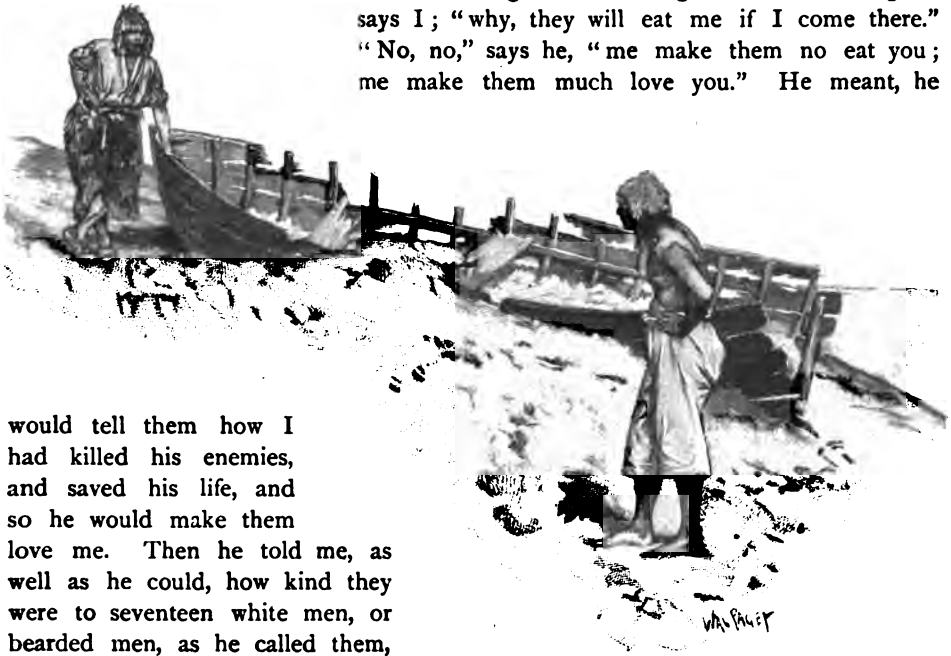 says I; “why, they will eat me if I come there.”
“No, no,” says he, “me make them no eat you;
me make them much love you.” He meant, he
would tell them how I
had killed his enemies,
and saved his life, and
so he would make them
love me. Then he told me, as
well as he could, how kind they
were to seventeen white men, or
bearded men, as he called them,
WAL PAGET